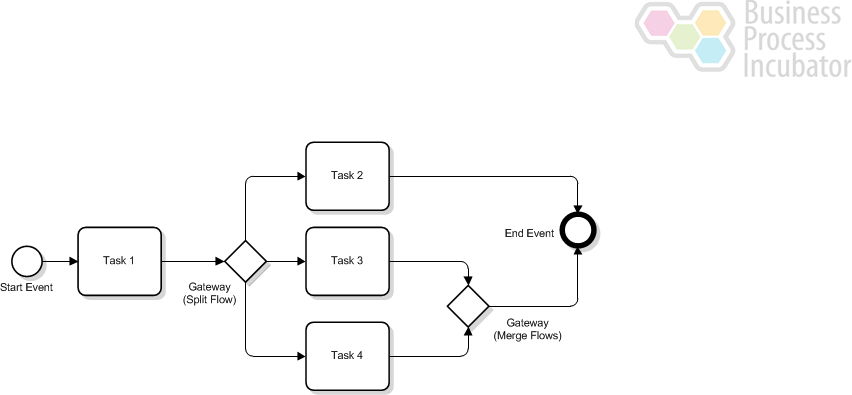 Business
Process
Incubator
Task 2
End Event
Task 1
Task 3
Start Event
Gateway
(Split Flow)
Gateway
(Merge Flows)
Task 4